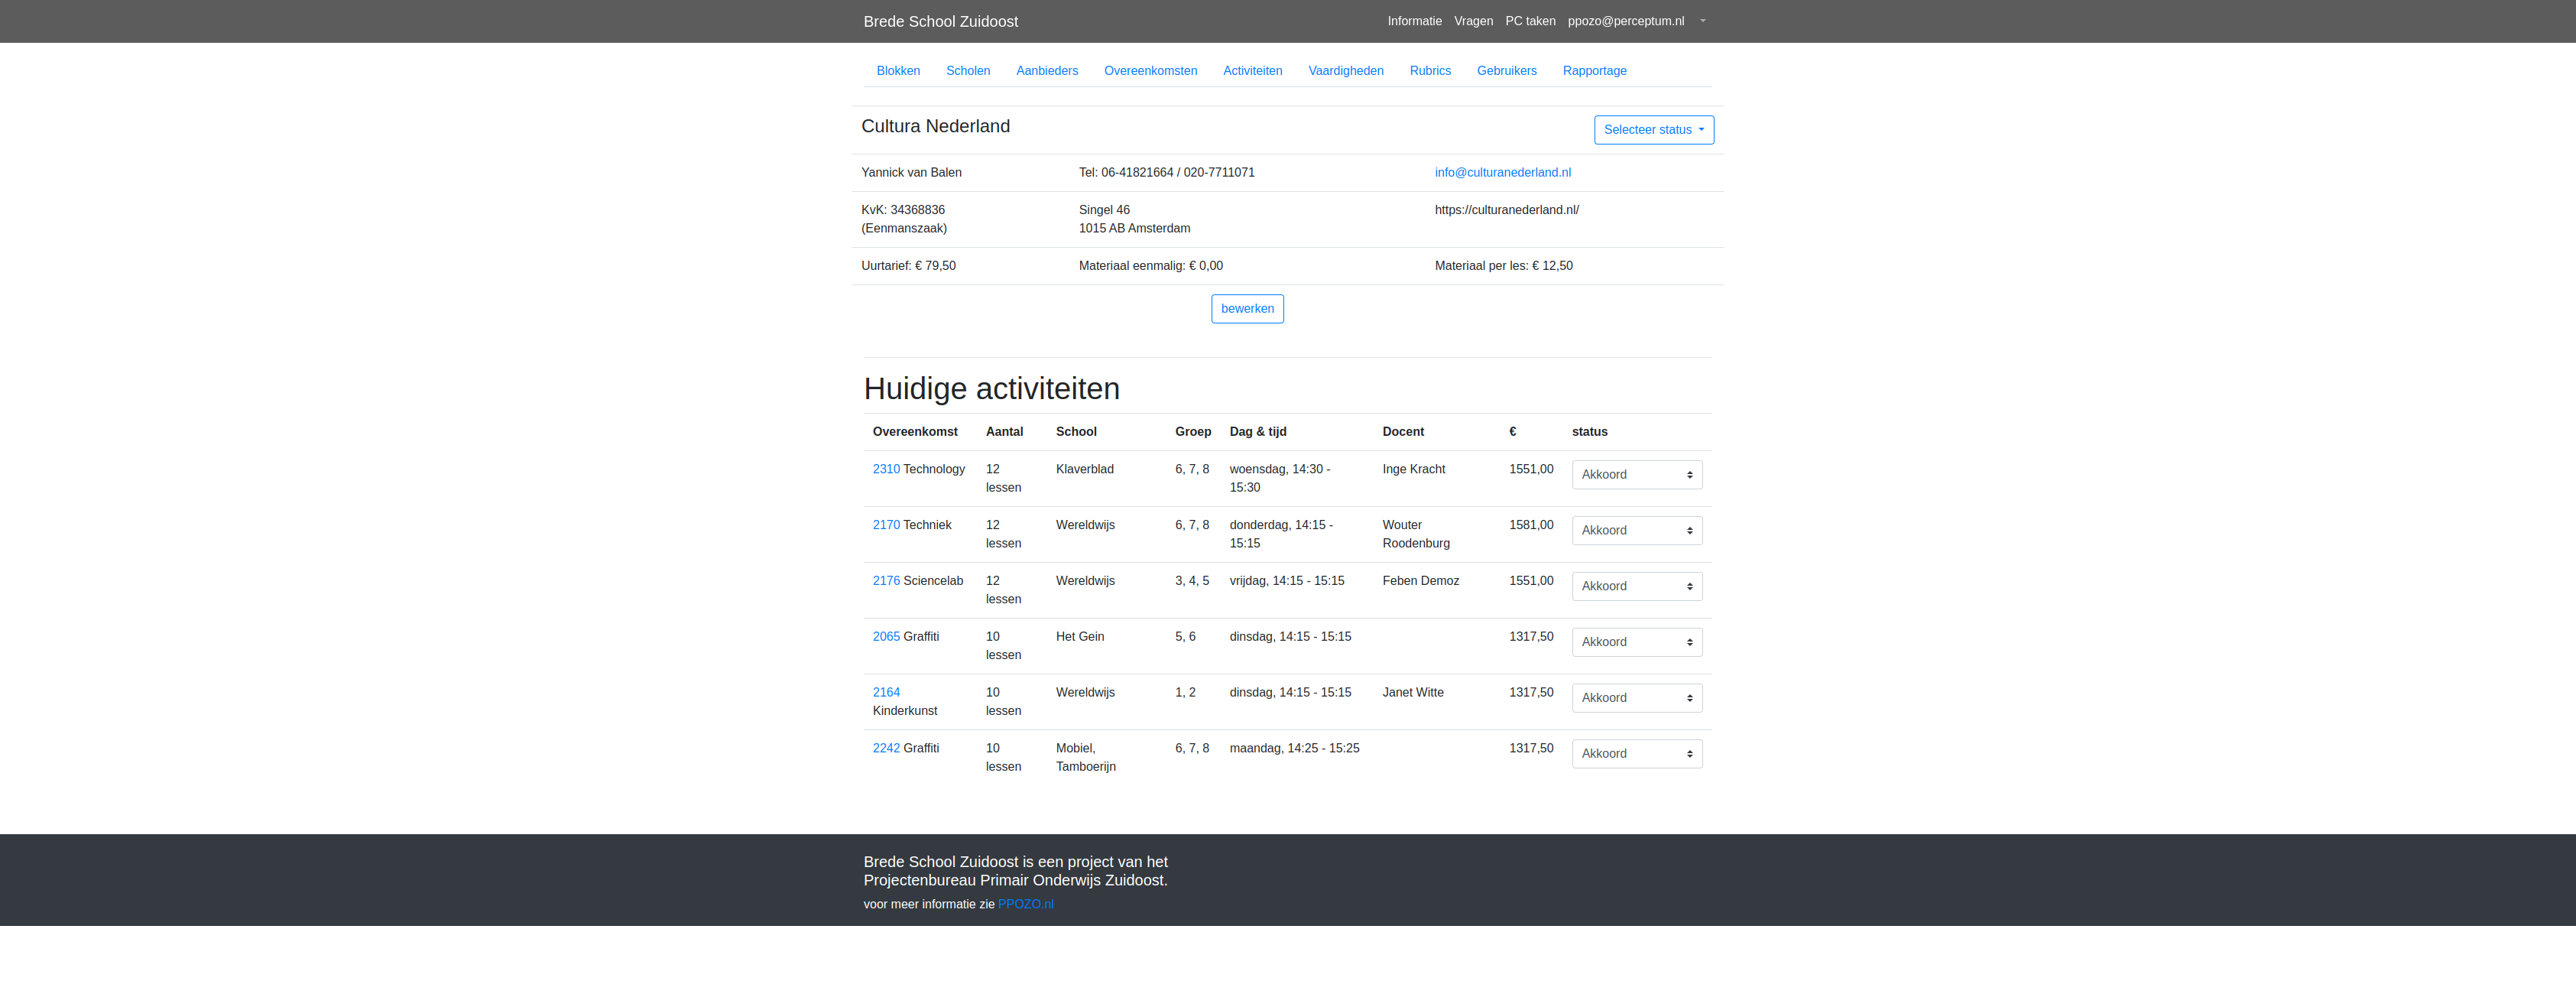 Brede School Zuidoost Informatie Vragen PC taken ppozo@perceptum.nl
Blokken Scholen Aanbieders Overeenkomsten Activiteiten Vaardigheden Rubrics Gebruikers Rapportage
Cultura Nederland Selecteer status
Yannick van Balen Tel: 06-41821664 / 020-7711071 info@culturanederland.nl
KvK: 34368836 Singel 46 https://culturanederland.nl/
(Eenmanszaak) 1015 AB Amsterdam
Uurtarief: € 79,50 Materiaal eenmalig: € 0,00 Materiaal per les: € 12,50
bewerken
Huidige activiteiten
Overeenkomst Aantal School Groep Dag & tijd Docent € status
2310 Technology 12 Klaverblad 6, 7, 8 woensdag, 14:30 - Inge Kracht 1551,00 Akkoord
lessen 15:30
2170 Techniek 12 Wereldwijs 6, 7, 8 donderdag, 14:15 - Wouter 1581,00 Akkoord
lessen 15:15 Roodenburg
2176 Sciencelab 12 Wereldwijs 3, 4, 5 vrijdag, 14:15 - 15:15 Feben Demoz 1551,00 Akkoord
lessen
2065 Graffiti 10 Het Gein 5, 6 dinsdag, 14:15 - 15:15 1317,50 Akkoord
lessen
2164 10 Wereldwijs 1, 2 dinsdag, 14:15 - 15:15 Janet Witte 1317,50 Akkoord
Kinderkunst lessen
2242 Graffiti 10 Mobiel, 6, 7, 8 maandag, 14:25 - 15:25 1317,50 Akkoord
lessen Tamboerijn
Brede School Zuidoost is een project van het
Projectenbureau Primair Onderwijs Zuidoost.
voor meer informatie zie PPOZO.nl